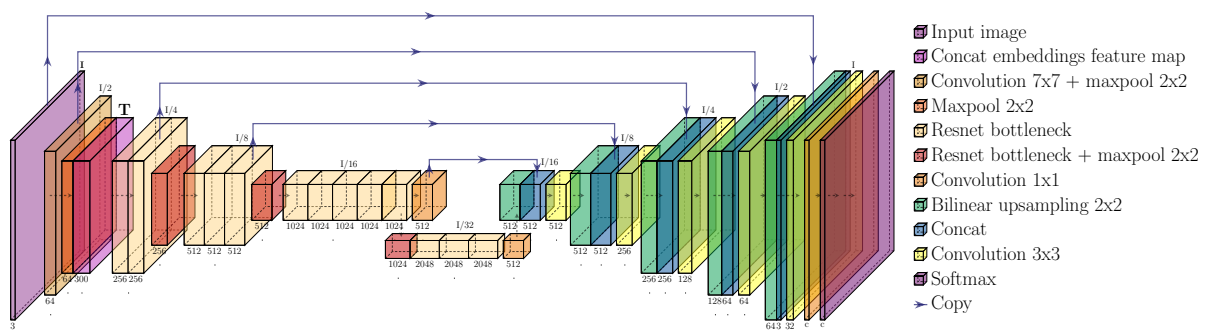 I
I/2
T
I/4
I/8
I/16
I/32
I/16
I/8
I/4
I/2
I
3
64
64 300
256 256
256
512 512 512
512
1024 1024 1024 1024 1024 512
1024 2048 2048 2048 512
512 512 512
512 512 256
256 256 128
128 64 64
64 3 32 c c
Input image
Concat embeddings feature map
Convolution 7x7 + maxpool 2x2
Maxpool 2x2
Resnet bottleneck
Resnet bottleneck + maxpool 2x2
Convolution 1x1
Bilinear upsampling 2x2
Concat
Convolution 3x3
Softmax
Copy